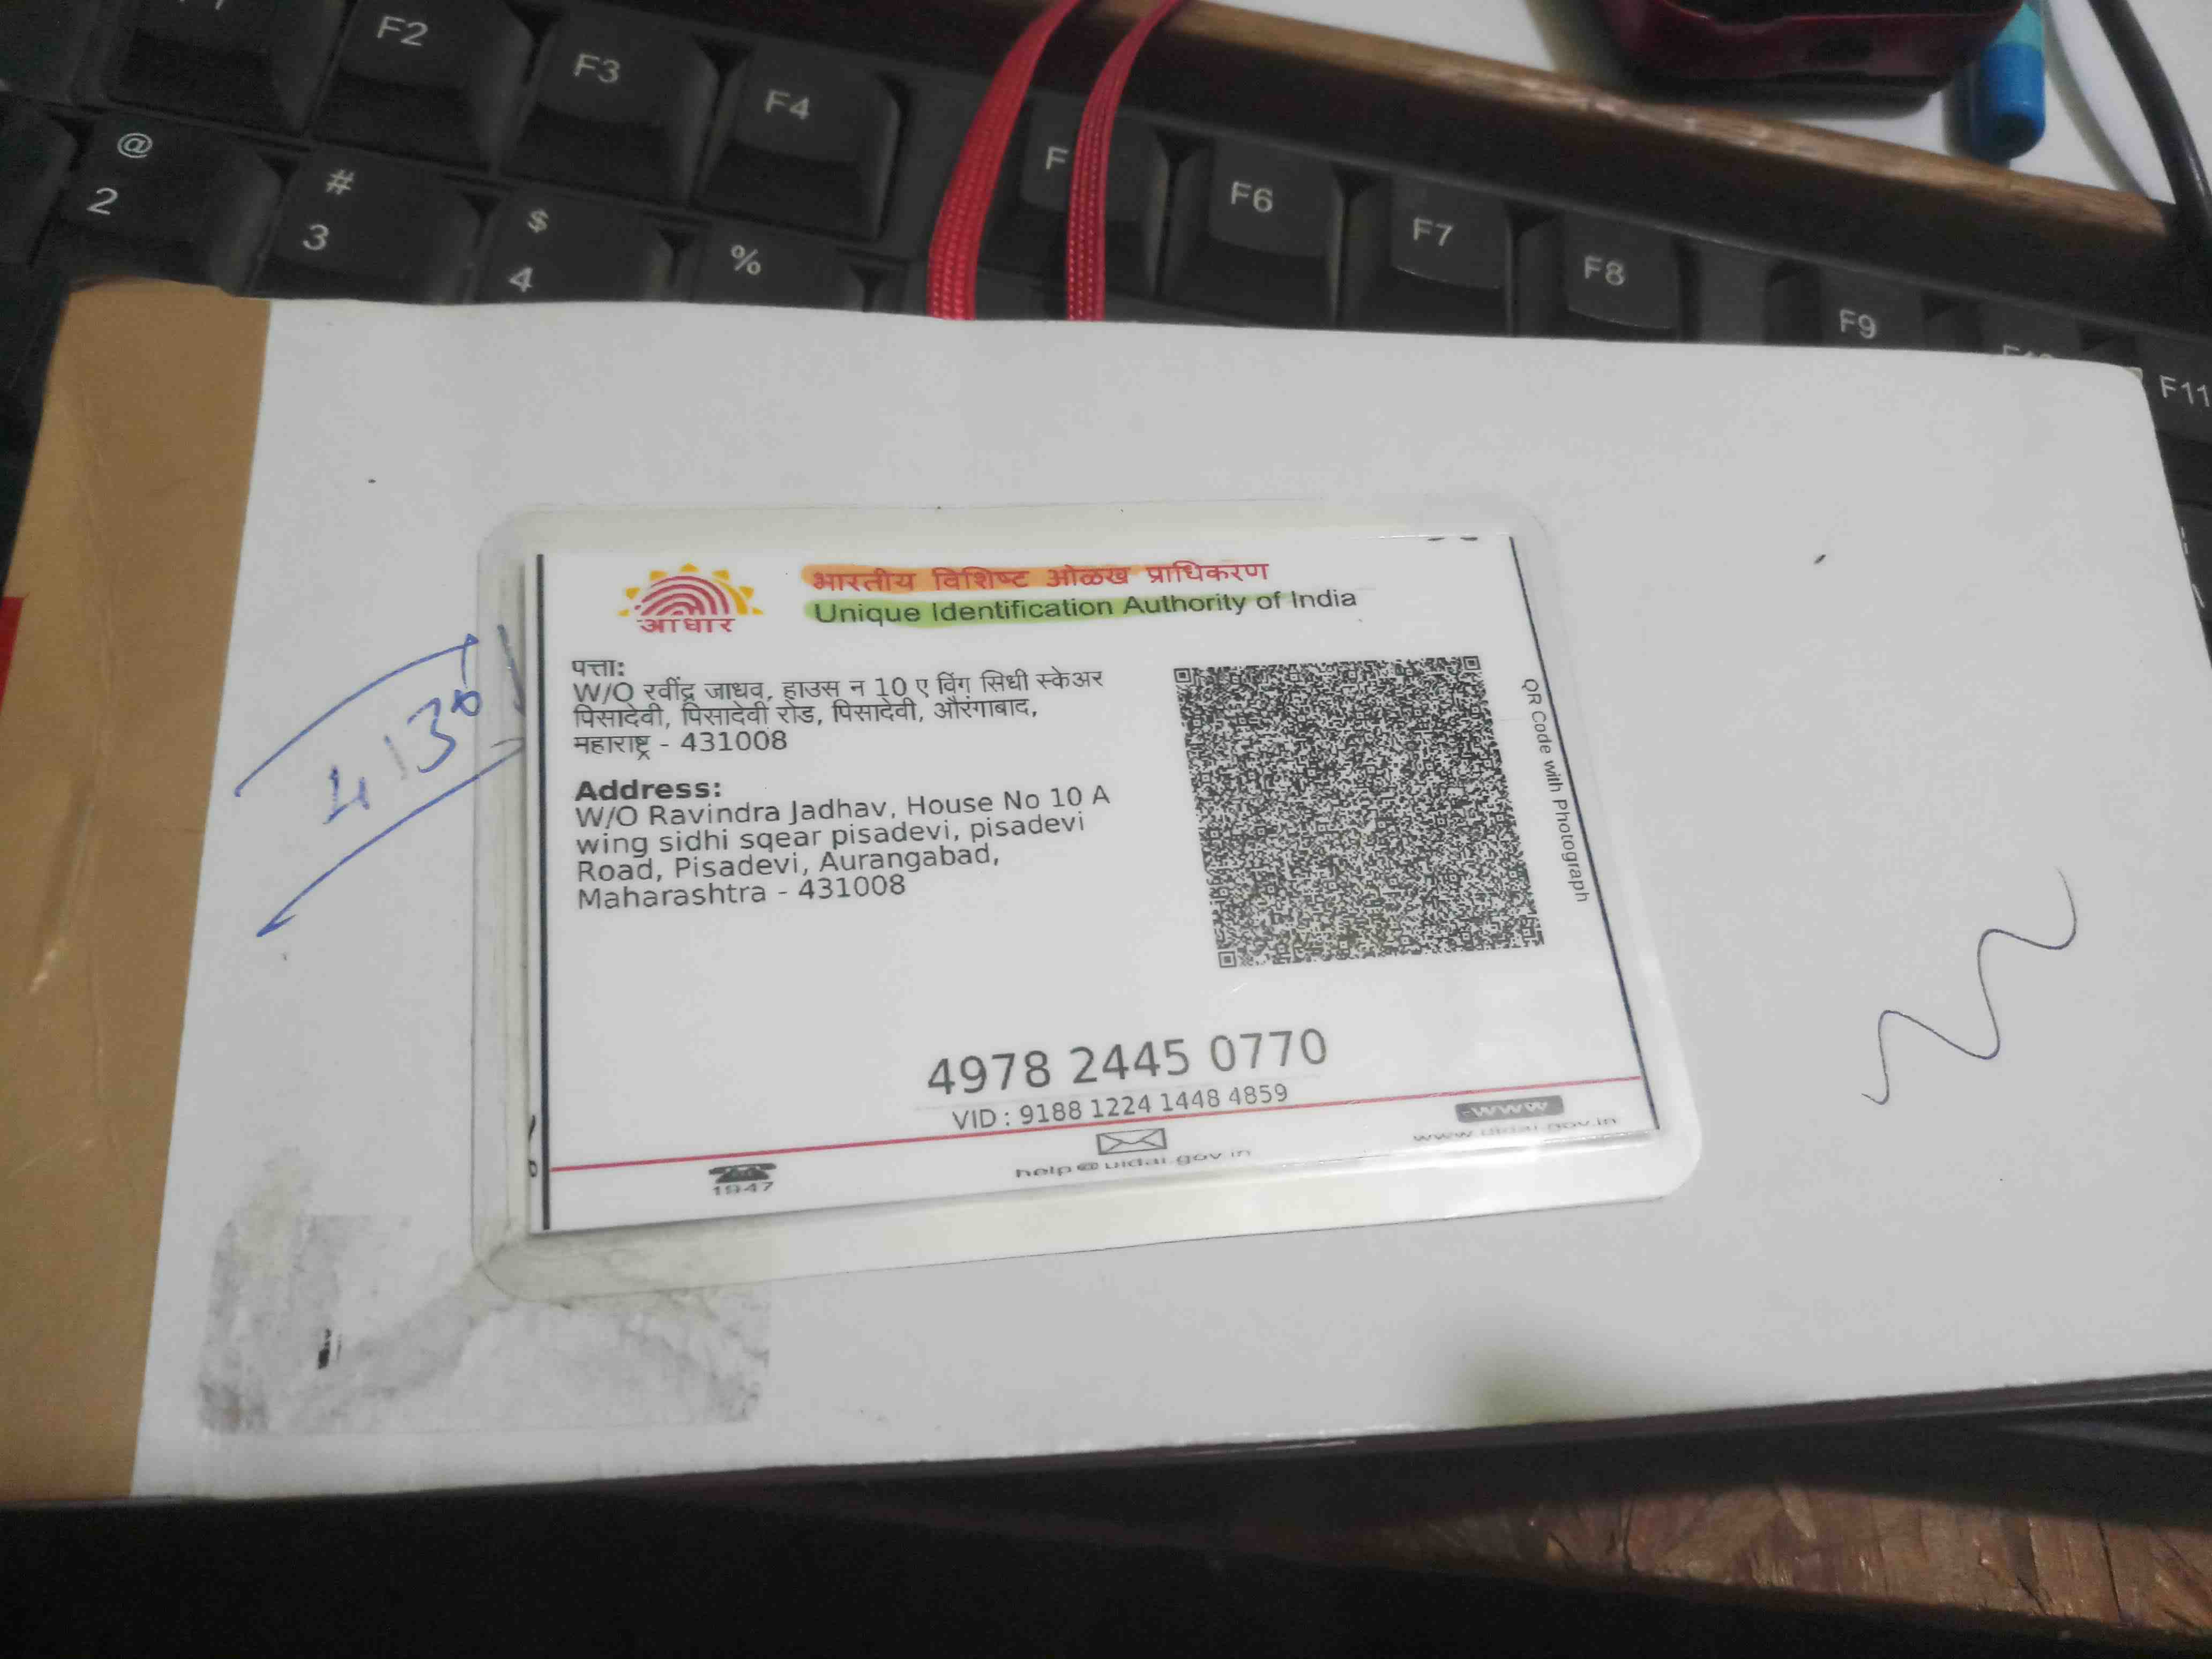 F2
F3
F4
F
F6
F7
F8
F9
F11
@
2
#
3
$
4
%
भारतीय विशिष्ट ओळख प्राधिकरण
Unique Identification Authority of India
आधार
पत्ता:
W/O रवींद्र जाधव, हाउस न 10 ए विंग सिधी स्केअर
पिसादेवी, पिसादेवी रोड, पिसादेवी, औरंगाबाद,
महाराष्ट्र - 431008
Address:
W/O Ravindra Jadhav, House No 10 A
wing sidhi sqear pisadevi, pisadevi
Road, Pisadevi, Aurangabad,
Maharashtra - 431008
QR Code with Photograph
4978 2445 0770
VID : 9188 1224 1448 4859
1947
help@uidai.gov.in
www
www.uidai.gov.in